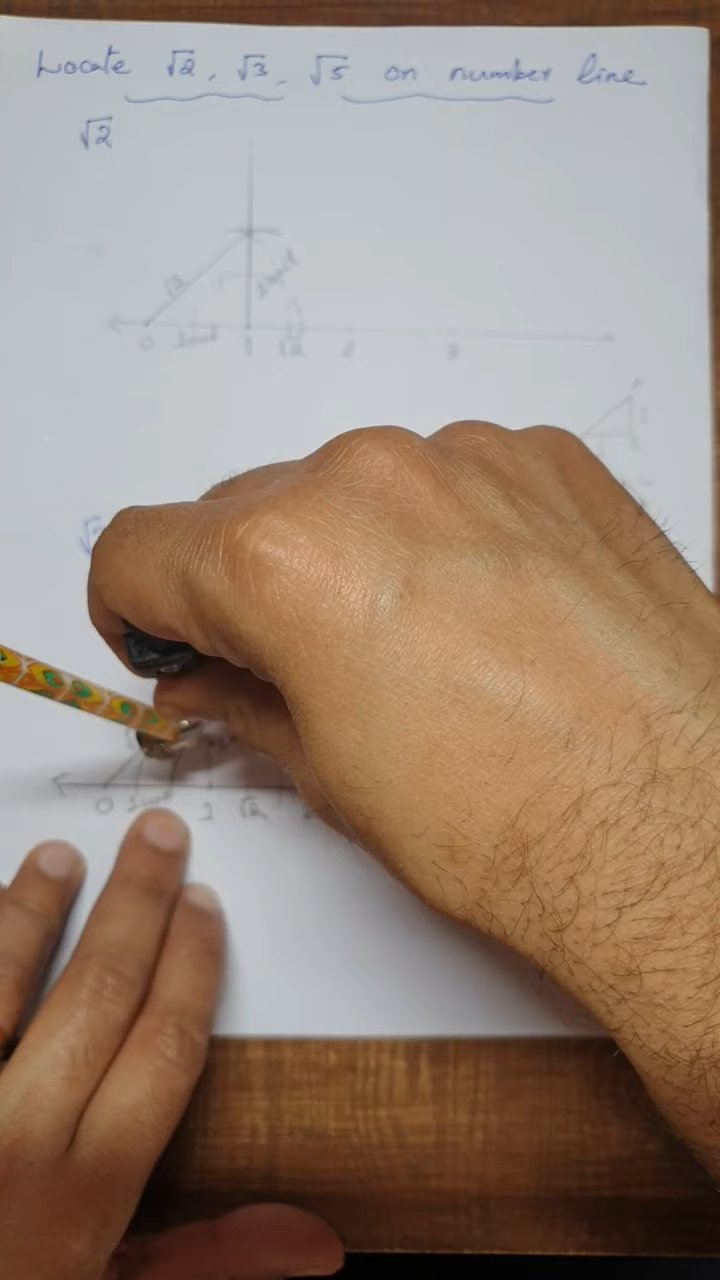 Locate √2, √3, √5 on number line
√2
√2
1 unit
0 1 unit 1 √2 2 3
0 1 unit 1 √2